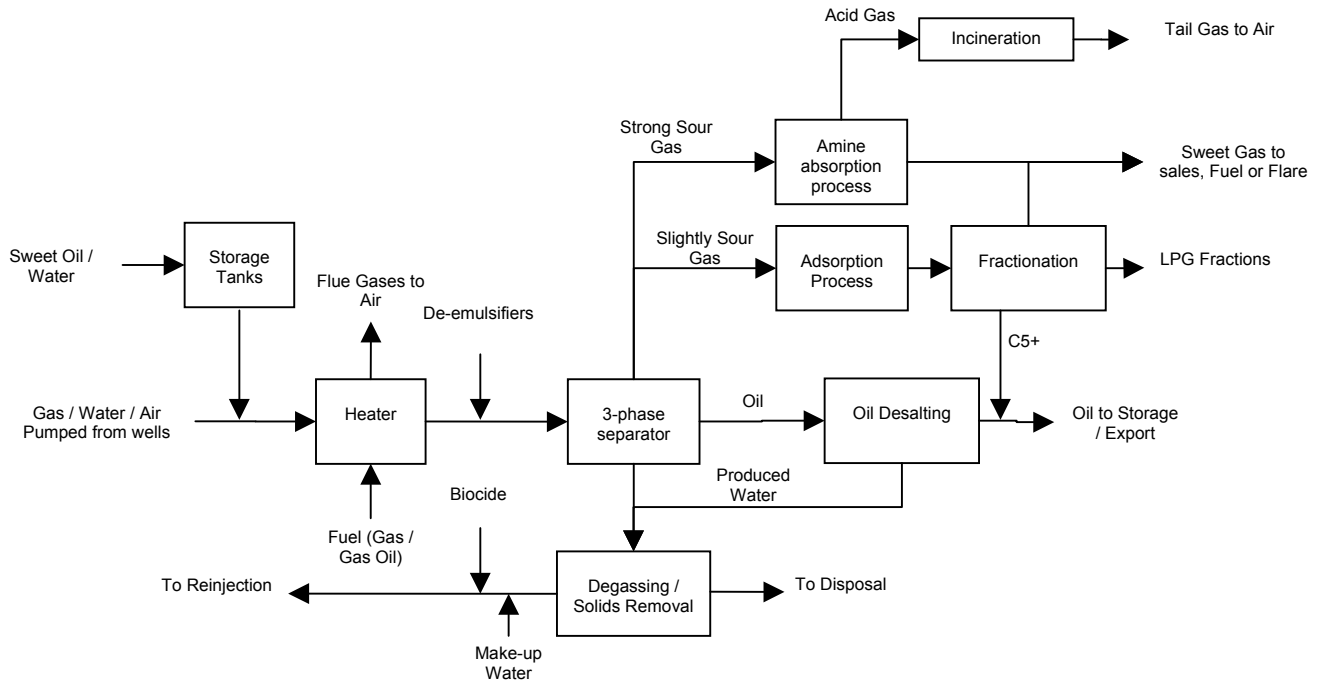 Acid Gas
Incineration
Tail Gas to Air
Strong Sour
Gas
Amine
absorption
process
Sweet Gas to
sales, Fuel or Flare
Sweet Oil /
Water
Storage
Tanks
Flue Gases to
Air
De-emulsifiers
Slightly Sour
Gas
Adsorption
Process
Fractionation
LPG Fractions
C5+
Gas / Water / Air
Pumped from wells
Heater
3-phase
separator
Oil
Oil Desalting
Oil to Storage
/ Export
Biocide
Produced
Water
Fuel (Gas /
Gas Oil)
To Reinjection
Degassing /
Solids Removal
To Disposal
Make-up
Water